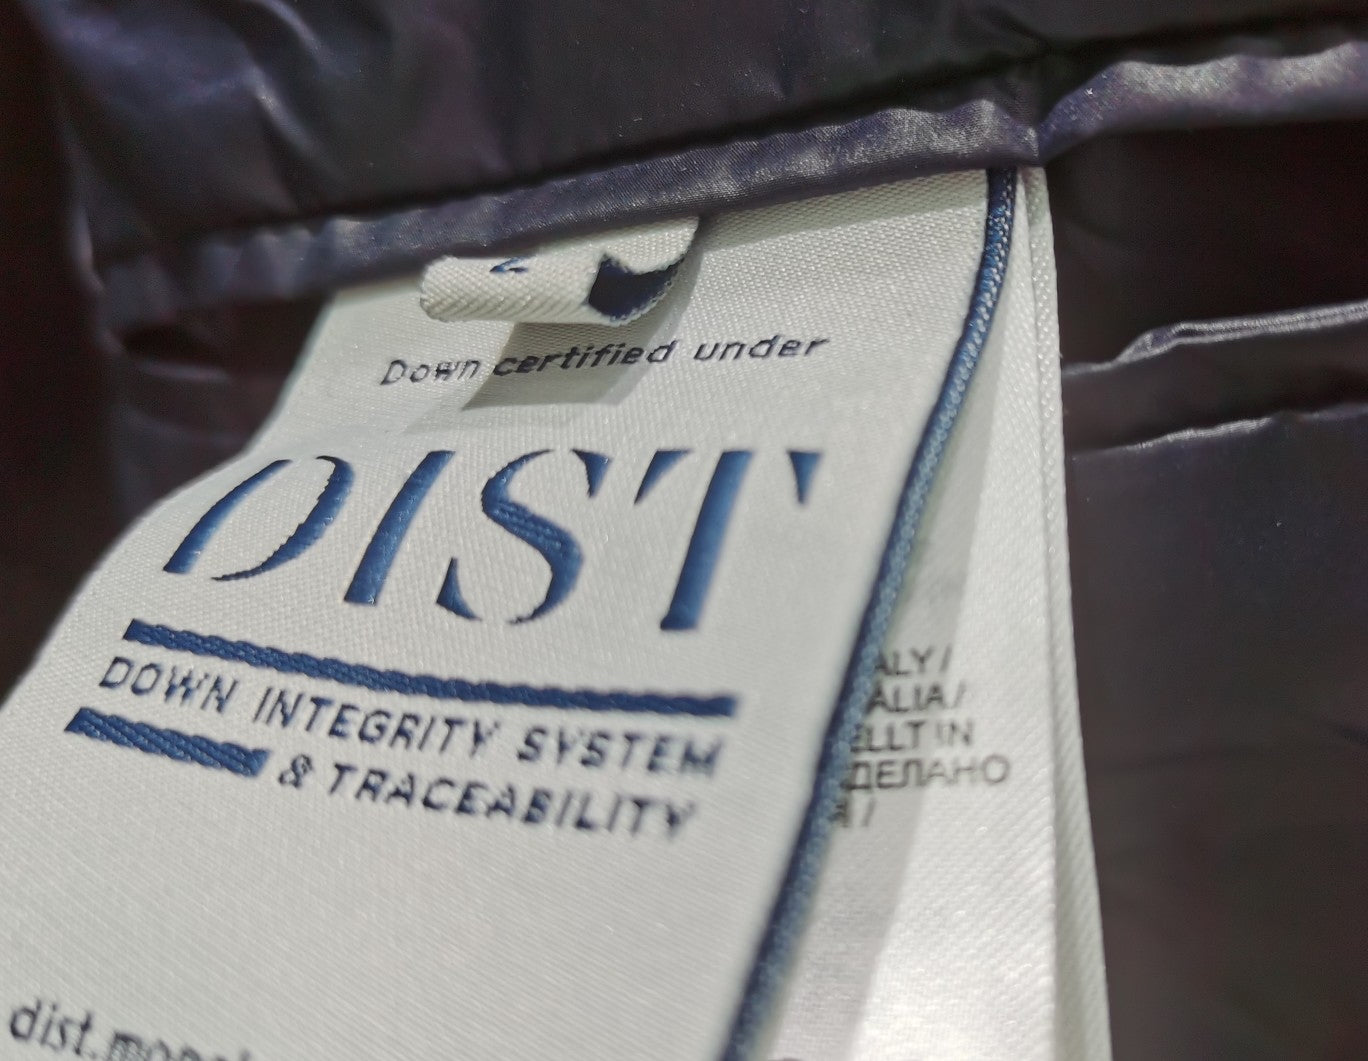 Down certified under
DIST
DOWN INTEGRITY SYSTEM
& TRACEABILITY
ALY/
ALIA/
ELLT IN
ДЕЛАНО